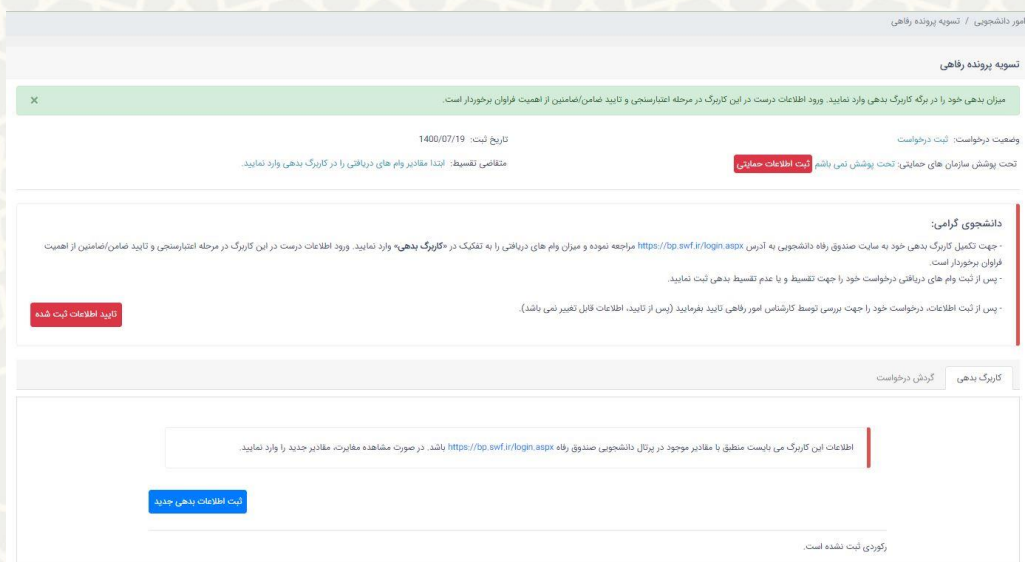 امور دانشجویی / تسویه پرونده رفاهی
تسویه پرونده رفاهی
میزان بدهی خود را در برگه کاربرگ بدهی وارد نمایید. ورود اطلاعات درست در این کاربرگ در مرحله اعتبارسنجی و تایید ضامن/ضامنین از اهمیت فراوان برخوردار است. ×
وضعیت درخواست: ثبت درخواست تاریخ ثبت: 1400/07/19
تحت پوشش سازمان های حمایتی: تحت پوشش نمی باشم ثبت اطلاعات حمایتی متقاضی تقسیط: ابتدا مقادیر وام های دریافتی را در کاربرگ بدهی وارد نمایید.
دانشجوی گرامی:
- جهت تکمیل کاربرگ بدهی خود به سایت صندوق رفاه دانشجویی به آدرس https://bp.swf.ir/login.aspx مراجعه نموده و میزان وام های دریافتی را به تفکیک در «کاربرگ بدهی» وارد نمایید. ورود اطلاعات درست در این کاربرگ در مرحله اعتبارسنجی و تایید ضامن/ضامنین از اهمیت
فراوان برخوردار است.
- پس از ثبت وام های دریافتی درخواست خود را جهت تقسیط و یا عدم تقسیط بدهی ثبت نمایید.
- پس از ثبت اطلاعات، درخواست خود را جهت بررسی توسط کارشناس امور رفاهی تایید بفرمایید (پس از تایید، اطلاعات قابل تغییر نمی باشد).
تایید اطلاعات ثبت شده
کاربرگ بدهی گردش درخواست
اطلاعات این کاربرگ می بایست منطبق با مقادیر موجود در پرتال دانشجویی صندوق رفاه https://bp.swf.ir/login.aspx باشد. در صورت مشاهده مغایرت، مقادیر جدید را وارد نمایید.
ثبت اطلاعات بدهی جدید
رکوردی ثبت نشده است.